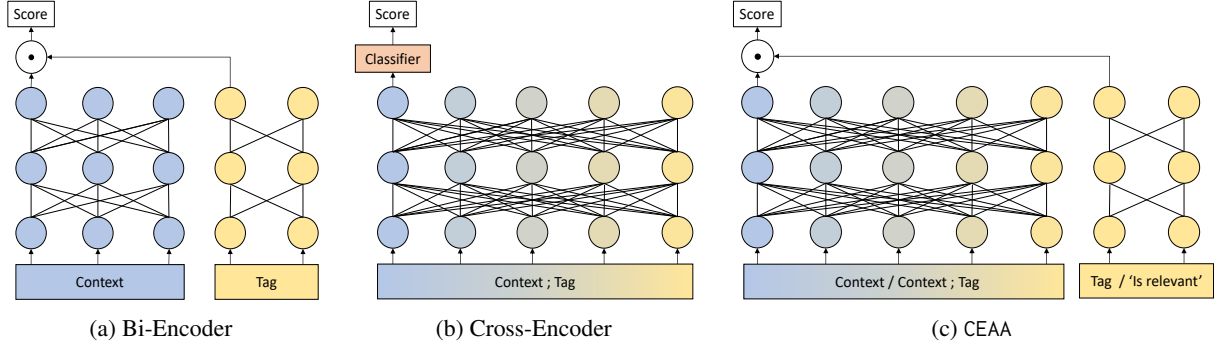 Score
Score
Score
Classifier
Context
Tag
Context ; Tag
Context / Context ; Tag
Tag / 'Is relevant'
(a) Bi-Encoder
(b) Cross-Encoder
(c) CEAA